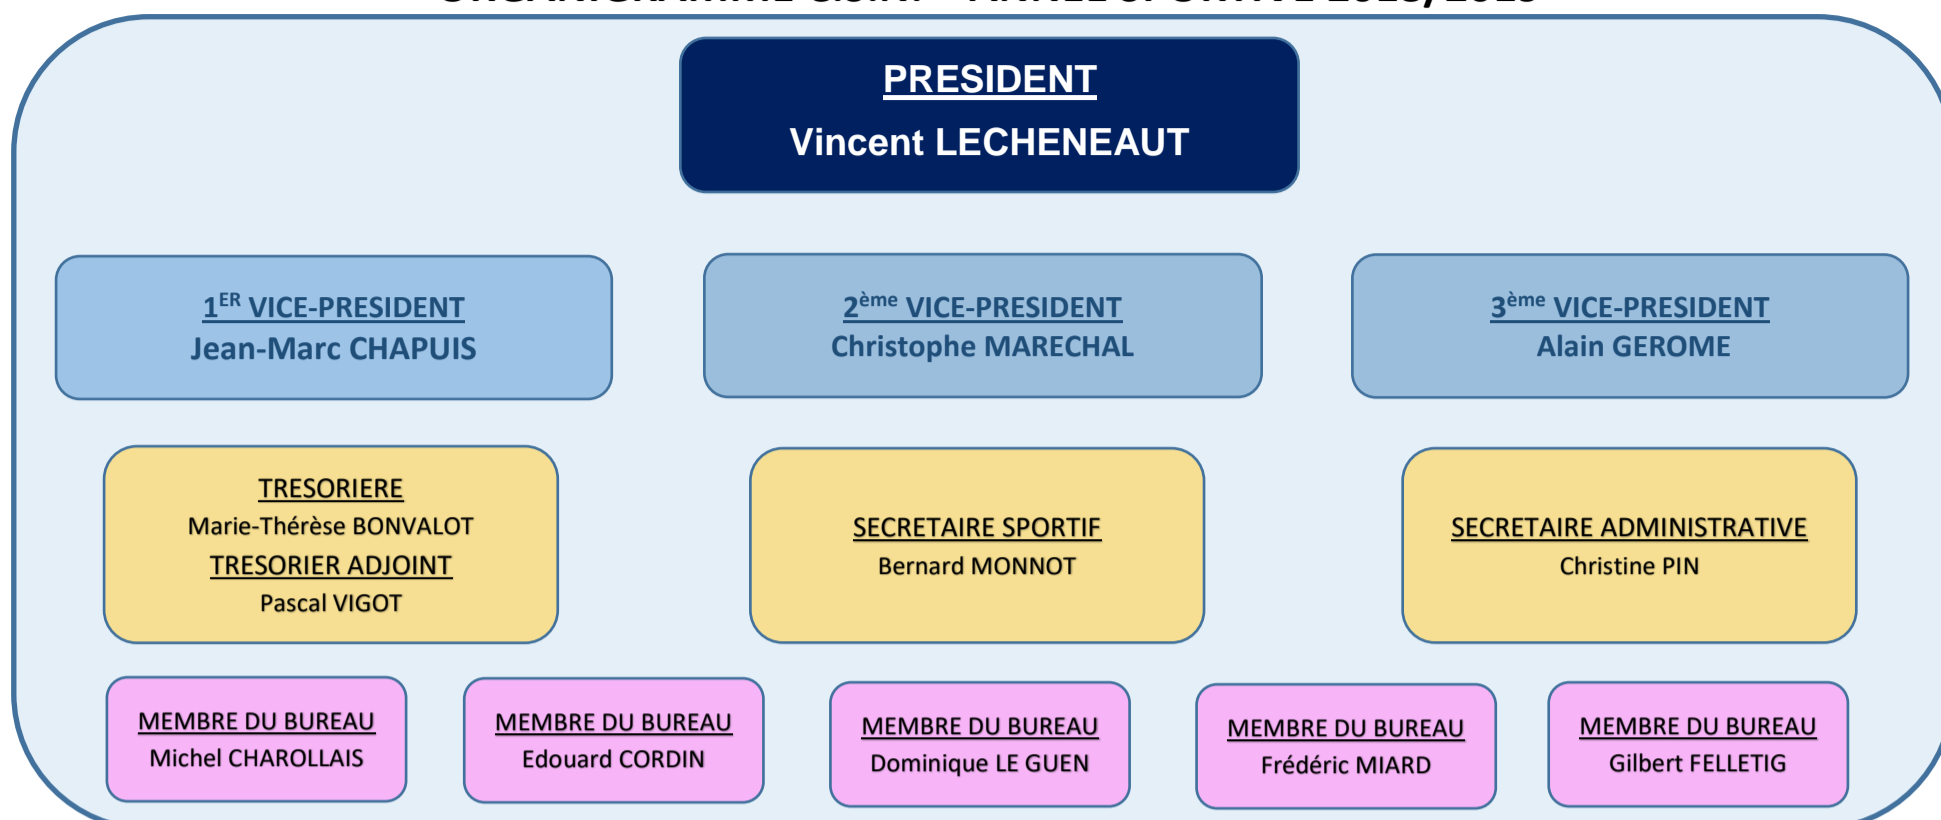 PRESIDENT
Vincent LECHENEAUT
1ER VICE-PRESIDENT
Jean-Marc CHAPUIS
2ème VICE-PRESIDENT
Christophe MARECHAL
3ème VICE-PRESIDENT
Alain GEROME
TRESORIERE
Marie-Thérèse BONVALOT
TRESORIER ADJOINT
Pascal VIGOT
SECRETAIRE SPORTIF
Bernard MONNOT
SECRETAIRE ADMINISTRATIVE
Christine PIN
MEMBRE DU BUREAU
Michel CHAROLLAIS
MEMBRE DU BUREAU
Edouard CORDIN
MEMBRE DU BUREAU
Dominique LE GUEN
MEMBRE DU BUREAU
Frédéric MIARD
MEMBRE DU BUREAU
Gilbert FELLETIG